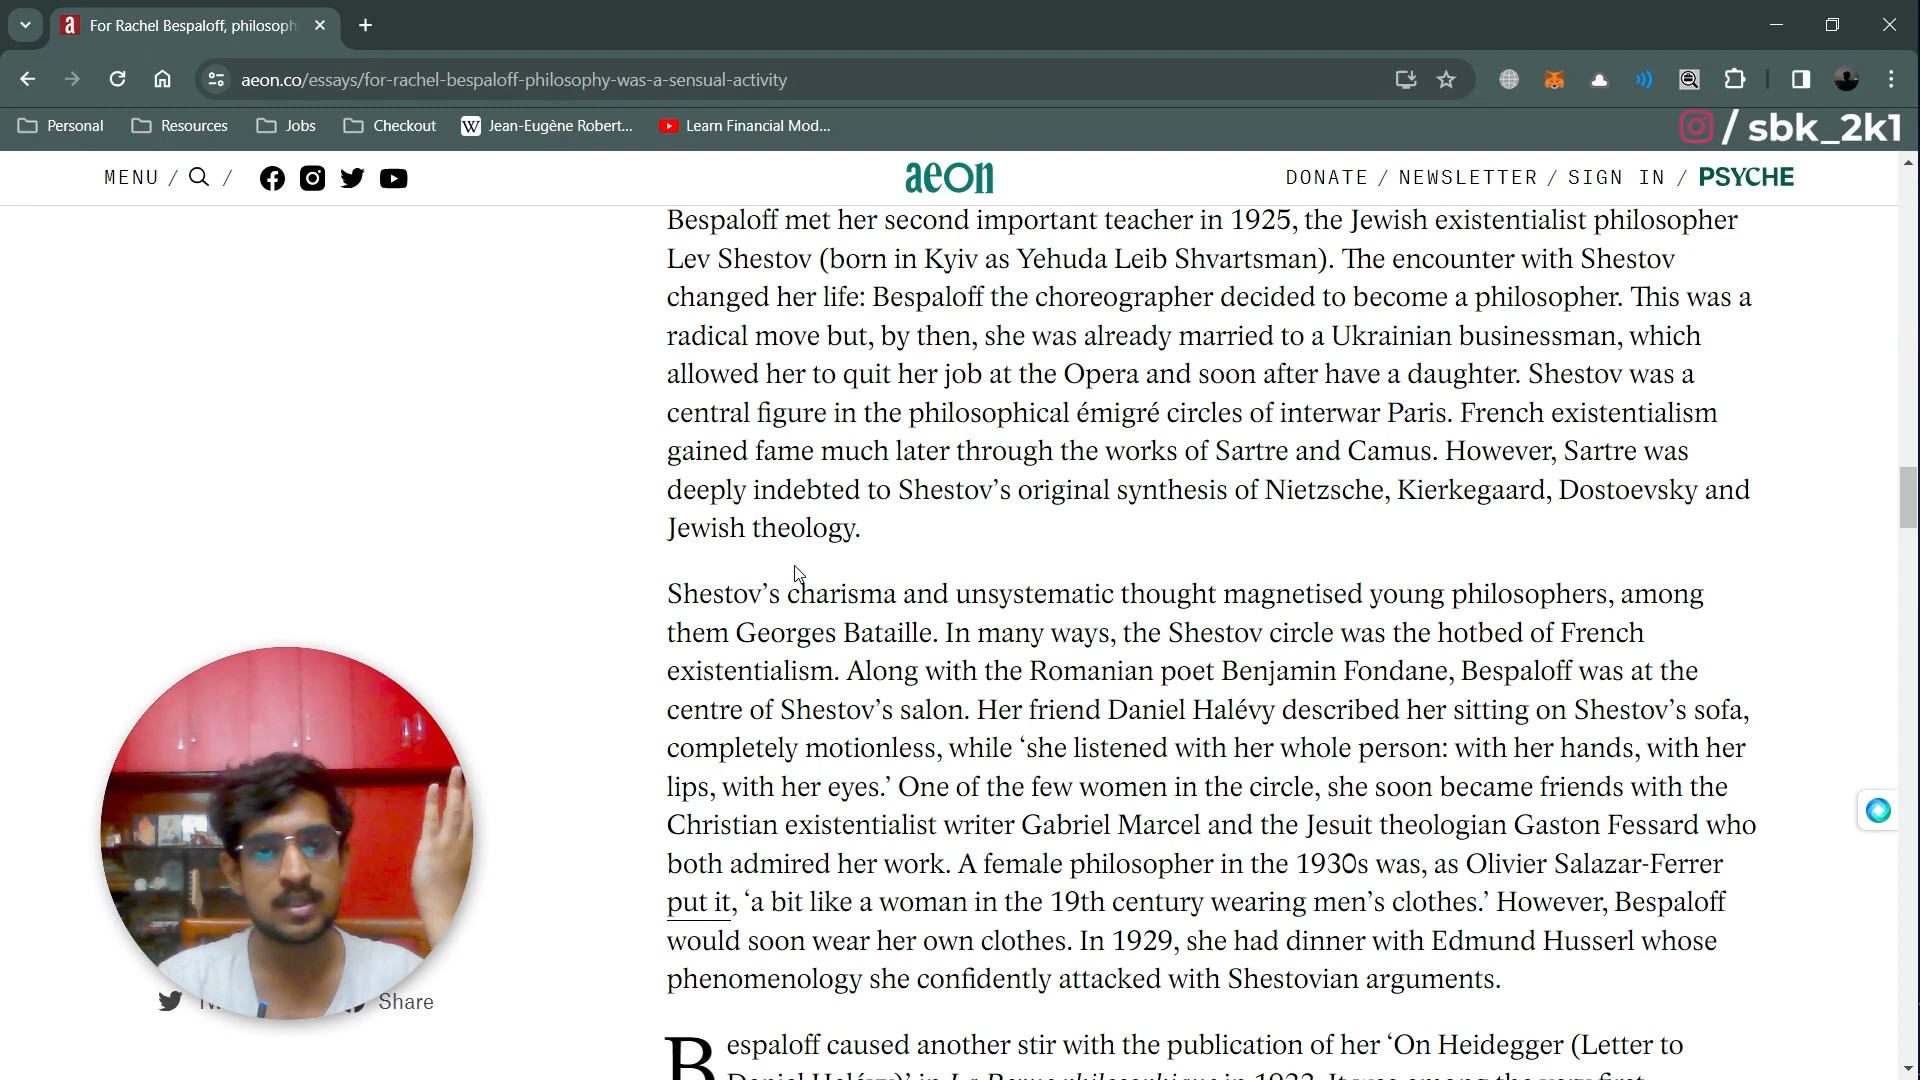 For Rachel Bespaloff, philosoph
aeon.co/essays/for-rachel-bespaloff-philosophy-was-a-sensual-activity
Personal
Resources
Jobs
Checkout
Jean-Eugène Robert...
Learn Financial Mod...
/ sbk_2k1
MENU / /
aeon
DONATE / NEWSLETTER / SIGN IN / PSYCHE
Bespaloff met her second important teacher in 1925, the Jewish existentialist philosopher
Lev Shestov (born in Kyiv as Yehuda Leib Shvartsman). The encounter with Shestov
changed her life: Bespaloff the choreographer decided to become a philosopher. This was a
radical move but, by then, she was already married to a Ukrainian businessman, which
allowed her to quit her job at the Opera and soon after have a daughter. Shestov was a
central figure in the philosophical émigré circles of interwar Paris. French existentialism
gained fame much later through the works of Sartre and Camus. However, Sartre was
deeply indebted to Shestov’s original synthesis of Nietzsche, Kierkegaard, Dostoevsky and
Jewish theology.
Shestov’s charisma and unsystematic thought magnetised young philosophers, among
them Georges Bataille. In many ways, the Shestov circle was the hotbed of French
existentialism. Along with the Romanian poet Benjamin Fondane, Bespaloff was at the
centre of Shestov’s salon. Her friend Daniel Halévy described her sitting on Shestov’s sofa,
completely motionless, while ‘she listened with her whole person: with her hands, with her
lips, with her eyes.’ One of the few women in the circle, she soon became friends with the
Christian existentialist writer Gabriel Marcel and the Jesuit theologian Gaston Fessard who
both admired her work. A female philosopher in the 1930s was, as Olivier Salazar-Ferrer
put it, ‘a bit like a woman in the 19th century wearing men’s clothes.’ However, Bespaloff
would soon wear her own clothes. In 1929, she had dinner with Edmund Husserl whose
phenomenology she confidently attacked with Shestovian arguments.
Share
Bespaloff caused another stir with the publication of her ‘On Heidegger (Letter to